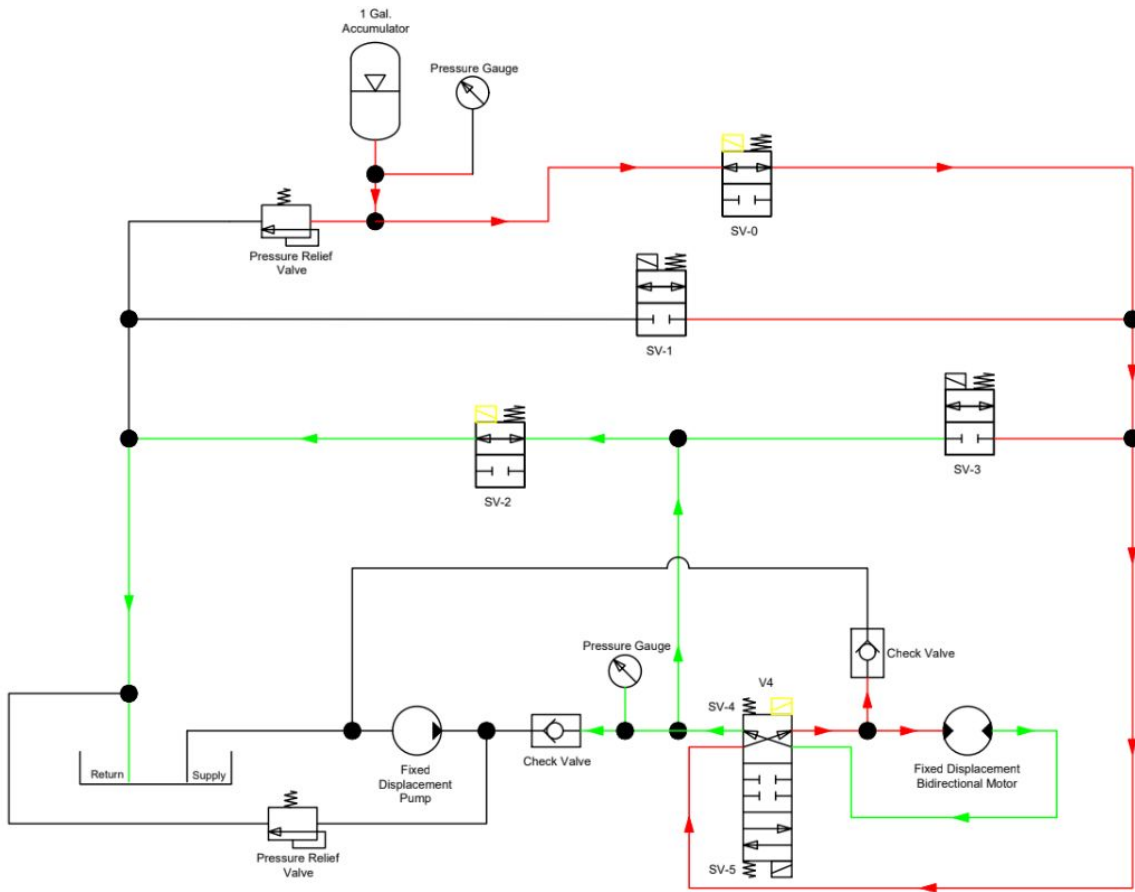 1 Gal.
Accumulator
Pressure Gauge
SV-0
Pressure Relief
Valve
SV-1
SV-3
SV-2
Pressure Gauge
Check Valve
V4
SV-4
Return
Supply
Fixed
Displacement
Pump
Check Valve
Fixed Displacement
Bidirectional Motor
Pressure Relief
Valve
SV-5